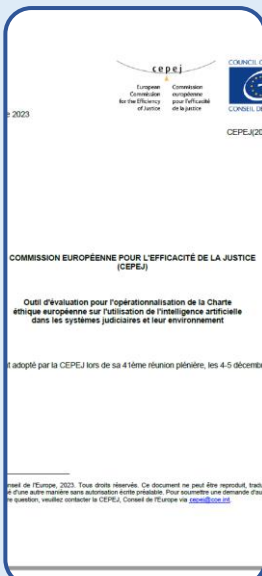 cepej
European Commission for the Efficiency of Justice
Commission européenne pour l'efficacité de la justice
COUNCIL
CONSEIL DE
2023
CEPEJ(20
COMMISSION EUROPÉENNE POUR L'EFFICACITÉ DE LA JUSTICE
(CEPEJ)
Outil d'évaluation pour l'opérationnalisation de la Charte
éthique européenne sur l'utilisation de l'intelligence artificielle
dans les systèmes judiciaires et leur environnement
adopté par la CEPEJ lors de sa 41ème réunion plénière, les 4-5 décemb
nseil de l'Europe, 2023. Tous droits réservés. Ce document ne peut être reproduit, tradu
é d'une autre manière sans autorisation écrite préalable. Pour soumettre une demande d'au
re question, veuillez contacter la CEPEJ, Conseil de l'Europe via cepej@coe.int.